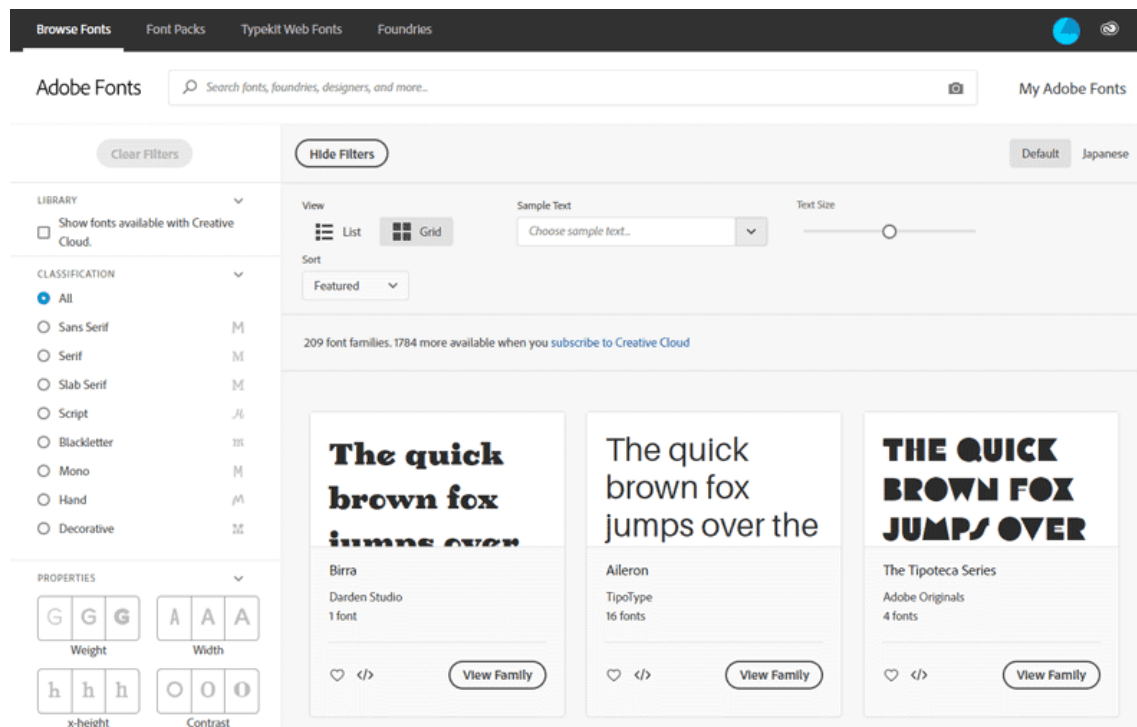 Browse Fonts
Font Packs
Typekit Web Fonts
Foundries
Adobe Fonts
Search fonts, foundries, designers, and more...
My Adobe Fonts
Clear Filters
Hide Filters
Default
Japanese
LIBRARY
Show fonts available with Creative
Cloud.
CLASSIFICATION
All
Sans Serif M
Serif M
Slab Serif M
Script
Blackletter m
Mono M
Hand M
Decorative M
PROPERTIES
G G G
Weight
A A A
Width
h h h
x-height
O O O
Contrast
View
List
Grid
Sample Text
Choose sample text...
Text Size
Sort
Featured
209 font families. 1784 more available when you subscribe to Creative Cloud
The quick
brown fox
jumps over
Birra
Darden Studio
1 font
</>
View Family
The quick
brown fox
jumps over the
Aileron
TipoType
16 fonts
</>
View Family
THE QUICK
BROWN FOX
JUMPS OVER
The Tipoteca Series
Adobe Originals
4 fonts
</>
View Family